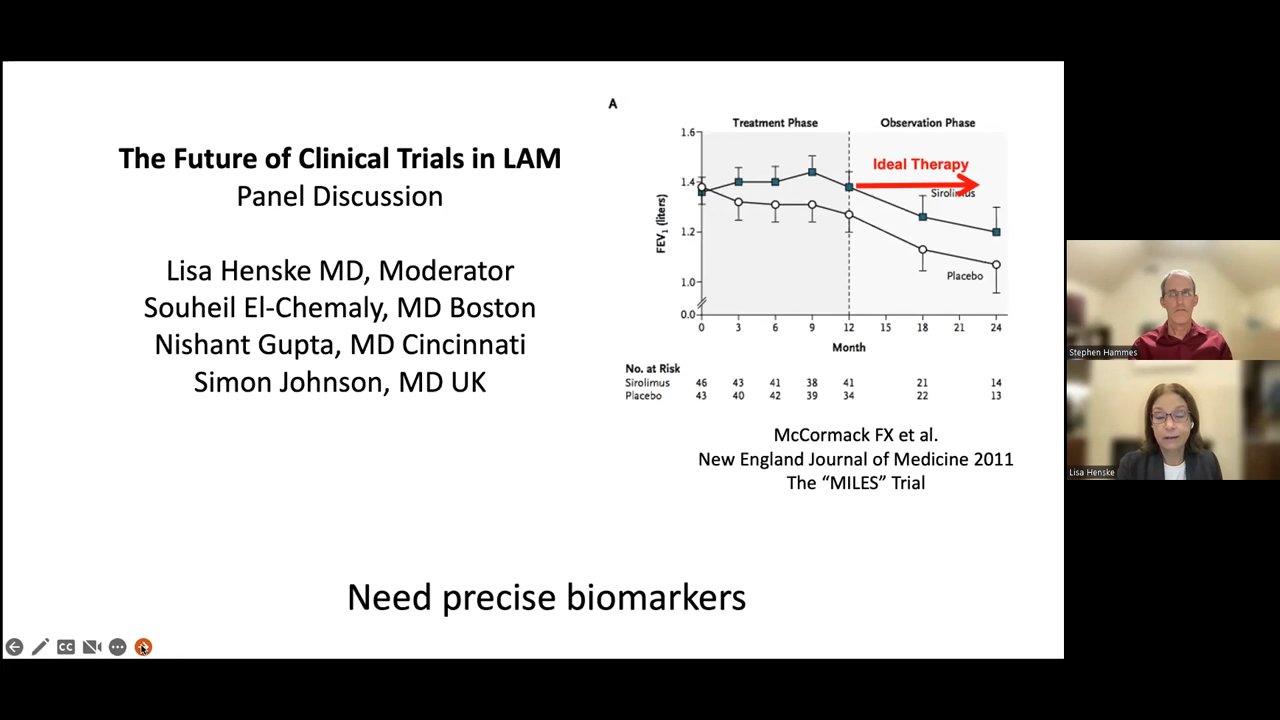 The Future of Clinical Trials in LAM
Panel Discussion
Lisa Henske MD, Moderator
Souheil El-Chemaly, MD Boston
Nishant Gupta, MD Cincinnati
Simon Johnson, MD UK
A
Treatment Phase
Observation Phase
Ideal Therapy
Sirolimus
Placebo
FEV1 (liters)
1.6
1.4
1.2
1.0
0.0
0 3 6 9 12 15 18 21 24
Month
No. at Risk
Sirolimus 46 43 41 38 41 21 14
Placebo 43 40 42 39 34 22 13
McCormack FX et al.
New England Journal of Medicine 2011
The “MILES” Trial
Need precise biomarkers
CC
Stephen Hammes
Lisa Henske